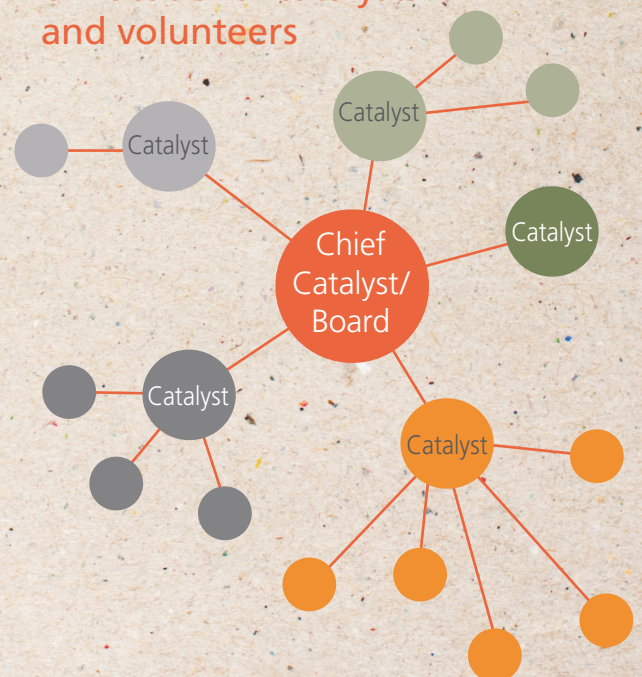 and volunteers
Catalyst
Catalyst
Catalyst
Chief
Catalyst/
Board
Catalyst
Catalyst